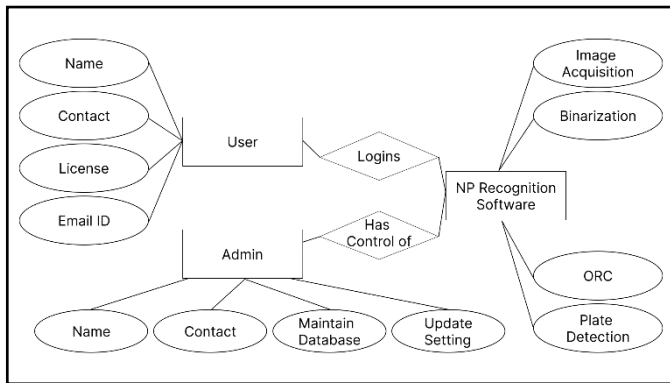 Name
Contact
License
Email ID
User
Admin
Logins
Has
Control of
NP Recognition
Software
Image
Acquisition
Binarization
ORC
Plate
Detection
Name
Contact
Maintain
Database
Update
Setting